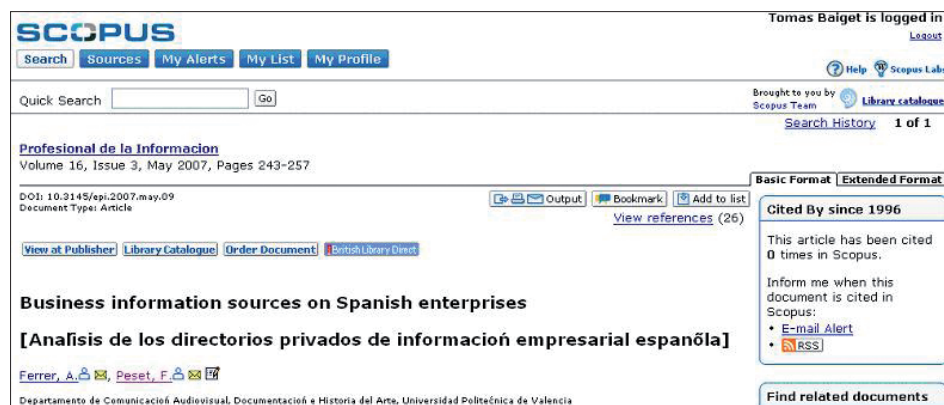 SCOPUS
Tomas Baiget is logged in
Logout
Search Sources My Alerts My List My Profile
Help Scopus Labs
Quick Search Go
Brought to you by
Scopus Team
Library catalogue
Search History 1 of 1
Profesional de la Informacion
Volume 16, Issue 3, May 2007, Pages 243-257
Basic Format Extended Format
DOI: 10.3145/epi.2007.may.09
Document Type: Article
Output Bookmark Add to list
View references (26)
View at Publisher Library Catalogue Order Document British Library Direct
Cited By since 1996
This article has been cited
0 times in Scopus.
Inform me when this
document is cited in
Scopus:
• E-mail Alert
• RSS
Business information sources on Spanish enterprises
[Analísis de los directorios privados de informacioń empresarial espanõla]
Ferrer, A. , Peset, F.
Departamento de Comunicacioń Audiovisual, Documentacioń e Historia del Arte, Universidad Politećnica de Valencia
Find related documents